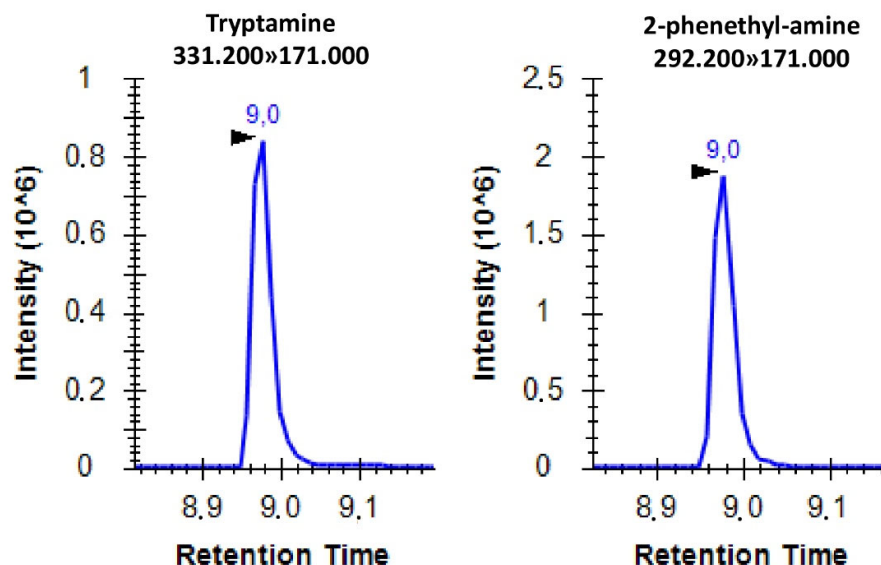 Tryptamine
331.200»171.000
1
0.8
0.6
0.4
0.2
0
Intensity (10^6)
9,0
8.9 9.0 9.1
Retention Time
2-phenethyl-amine
292.200»171.000
2.5
2
1.5
1
0.5
0
Intensity (10^6)
9,0
8.9 9.0 9.1
Retention Time